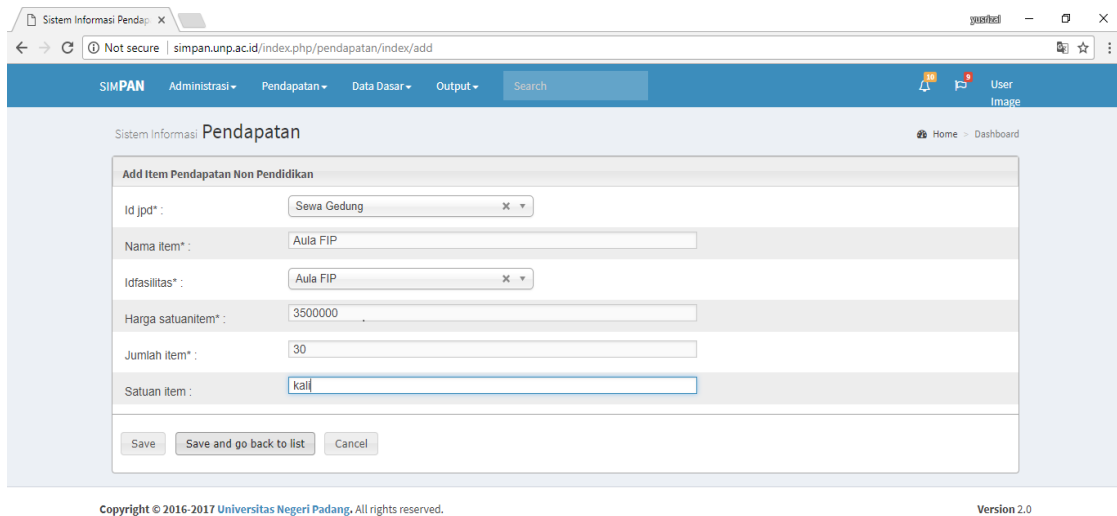 Sistem Informasi Pendap
yusrizal
Not secure | simpan.unp.ac.id/index.php/pendapatan/index/add
SIMPAN Administrasi Pendapatan Data Dasar Output Search 10 9 User Image
Sistem Informasi Pendapatan Home > Dashboard
Add Item Pendapatan Non Pendidikan
Id jpd* : Sewa Gedung
Nama item* : Aula FIP
Idfasilitas* : Aula FIP
Harga satuanitem* : 3500000
Jumlah item* : 30
Satuan item : kali
Save Save and go back to list Cancel
Copyright © 2016-2017 Universitas Negeri Padang. All rights reserved. Version 2.0